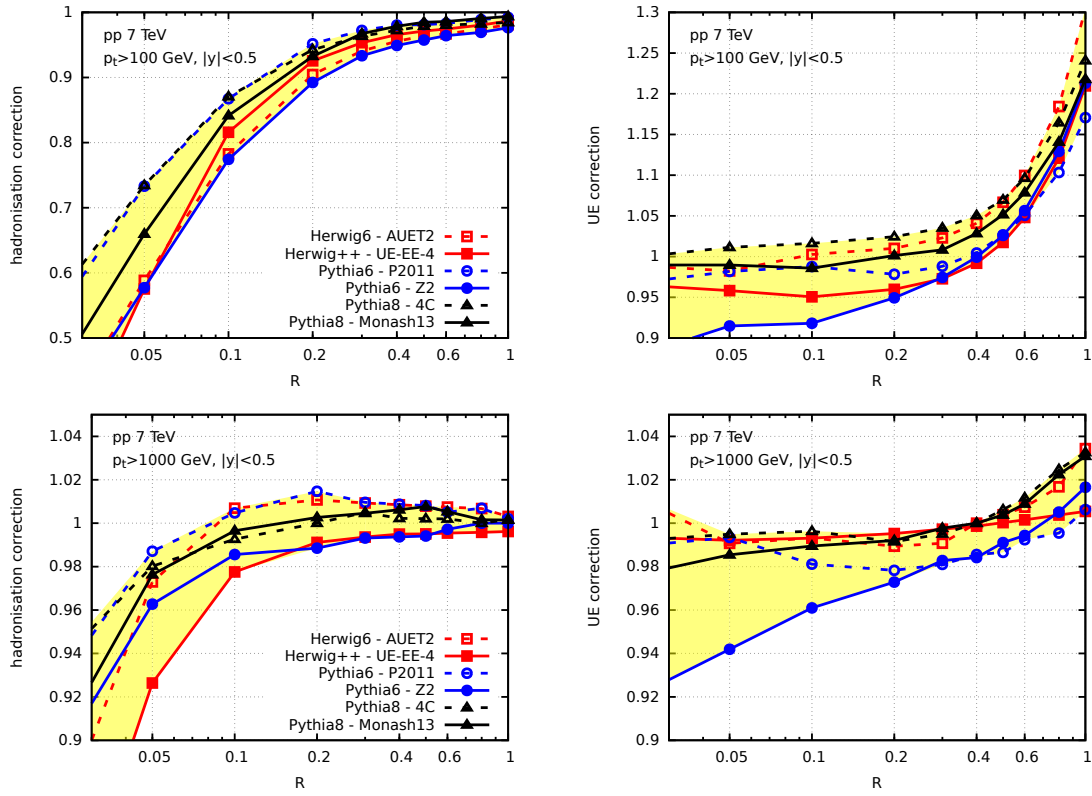 1
0.9
0.8
0.7
0.6
0.5
0.05
0.1
0.2
0.4
0.6
1
hadronisation correction
R
pp 7 TeV
pt>100 GeV, |y|<0.5
Herwig6 - AUET2
Herwig++ - UE-EE-4
Pythia6 - P2011
Pythia6 - Z2
Pythia8 - 4C
Pythia8 - Monash13
1.3
1.25
1.2
1.15
1.1
1.05
1
0.95
0.9
0.05
0.1
0.2
0.4
0.6
1
UE correction
R
pp 7 TeV
pt>100 GeV, |y|<0.5
1.04
1.02
1
0.98
0.96
0.94
0.92
0.9
0.05
0.1
0.2
0.4
0.6
1
hadronisation correction
R
pp 7 TeV
pt>1000 GeV, |y|<0.5
Herwig6 - AUET2
Herwig++ - UE-EE-4
Pythia6 - P2011
Pythia6 - Z2
Pythia8 - 4C
Pythia8 - Monash13
1.04
1.02
1
0.98
0.96
0.94
0.92
0.9
0.05
0.1
0.2
0.4
0.6
1
UE correction
R
pp 7 TeV
pt>1000 GeV, |y|<0.5